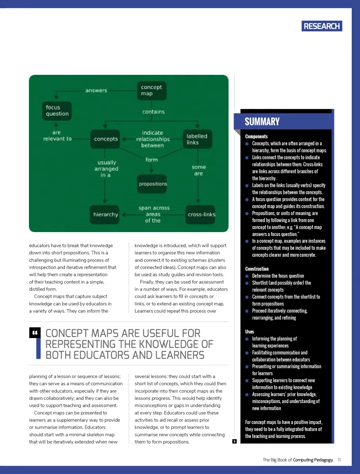 RESEARCH
concept
map
answers
focus
question
contains
are
relevant to
concepts
indicate
relationships
between
labelled
links
usually
arranged
in a
form
some
are
propositions
hierarchy
span across
areas
of the
cross-links
educators have to break that knowledge
down into short propositions. This is a
challenging but illuminating process of
introspection and iterative refinement that
will help them create a representation
of their teaching content in a simple,
distilled form.
Concept maps that capture subject
knowledge can be used by educators in
a variety of ways. They can inform the
knowledge is introduced, which will support
learners to organise this new information
and connect it to existing schemas (clusters
of connected ideas). Concept maps can also
be used as study guides and revision tools.
Finally, they can be used for assessment
in a number of ways. For example, educators
could ask learners to fill in concepts or
links, or to extend an existing concept map.
Learners could repeat this process over
CONCEPT MAPS ARE USEFUL FOR
REPRESENTING THE KNOWLEDGE OF
BOTH EDUCATORS AND LEARNERS
planning of a lesson or sequence of lessons;
they can serve as a means of communication
with other educators, especially if they are
drawn collaboratively; and they can also be
used to support teaching and assessment.
Concept maps can be presented to
learners as a supplementary way to provide
or summarise information. Educators
should start with a minimal skeleton map
that will be iteratively extended when new
several lessons: they could start with a
short list of concepts, which they could then
incorporate into their concept maps as the
lessons progress. This would help identify
misconceptions or gaps in understanding
at every step. Educators could use these
activities to aid recall or assess prior
knowledge, or to prompt learners to
summarise new concepts while connecting
them to form propositions.
SUMMARY
Components
Concepts, which are often arranged in a
hierarchy, form the basis of concept maps
Links connect the concepts to indicate
relationships between them. Cross-links
are links across different branches of
the hierarchy.
Labels on the links (usually verbs) specify
the relationships between the concepts
A focus question provides context for the
concept map and guides its construction
Propositions, or units of meaning, are
formed by following a link from one
concept to another, e.g. “A concept map
answers a focus question”
In a concept map, examples are instances
of concepts that may be included to make
concepts clearer and more concrete.
Construction
Determine the focus question
Shortlist (and possibly order) the
relevant concepts
Connect concepts from the shortlist to
form propositions
Proceed iteratively: connecting,
rearranging, and refining
Uses
Informing the planning of
learning experiences
Facilitating communication and
collaboration between educators
Presenting or summarising information
for learners
Supporting learners to connect new
information to existing knowledge
Assessing learners' prior knowledge,
misconceptions, and understanding of
new information
For concept maps to have a positive impact,
they need to be a fully integrated feature of
the teaching and learning process.
The Big Book of Computing Pedagogy 11